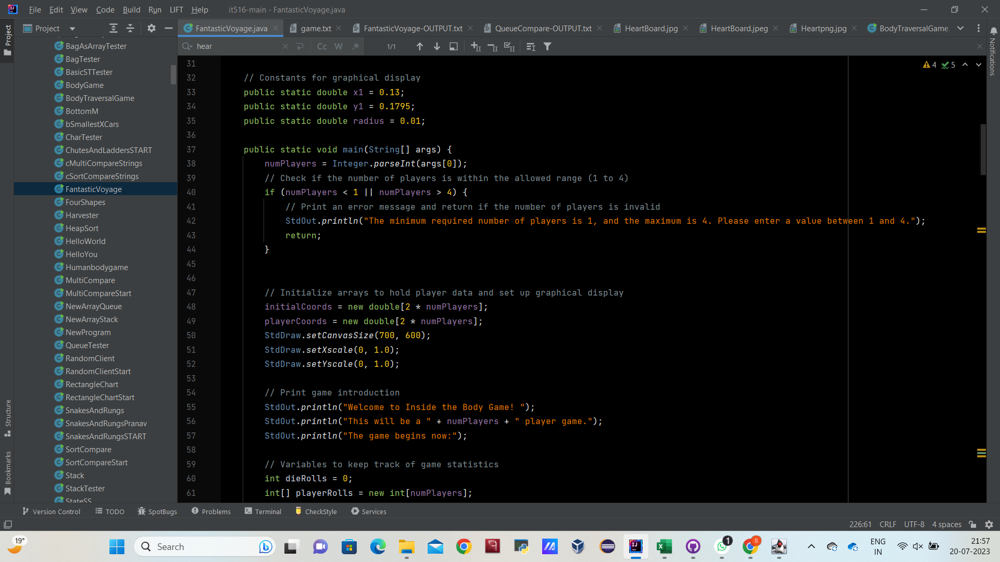 File Edit View Code Build Run LIFT Help it516-main - FantasticVoyage.java
Project
FantasticVoyage.java game.txt FantasticVoyage-OUTPUT.txt QueueCompare-OUTPUT.txt HeartBoard.jpg HeartBoard.jpeg Heartpng.jpg BodyTraversalGame.
hear Cc W .* 1/1
Project
Structure
Bookmarks
Notifications
4 5
BagAsArrayTester
BagTester
BasicSTTester
BodyGame
BodyTraversalGame
BottomM
bSmallestXCars
CharTester
ChutesAndLaddersSTART
cMultiCompareStrings
cSortCompareStrings
FantasticVoyage
FourShapes
Harvester
HeapSort
HelloWorld
HelloYou
Humanbodygame
MultiCompare
MultiCompareStart
NewArrayQueue
NewArrayStack
NewProgram
QueueTester
RandomClient
RandomClientStart
RectangleChart
RectangleChartStart
SnakesAndRungs
SnakesAndRungsPranav
SnakesAndRungsSTART
SortCompare
SortCompareStart
Stack
StackTester
StateSS
31
32 // Constants for graphical display
33 public static double x1 = 0.13;
34 public static double y1 = 0.1795;
35 public static double radius = 0.01;
36
37 public static void main(String[] args) {
38 numPlayers = Integer.parseInt(args[0]);
39 // Check if the number of players is within the allowed range (1 to 4)
40 if (numPlayers < 1 || numPlayers > 4) {
41 // Print an error message and return if the number of players is invalid
42 StdOut.println("The minimum required number of players is 1, and the maximum is 4. Please enter a value between 1 and 4.");
43 return;
44 }
45
46
47 // Initialize arrays to hold player data and set up graphical display
48 initialCoords = new double[2 * numPlayers];
49 playerCoords = new double[2 * numPlayers];
50 StdDraw.setCanvasSize(700, 600);
51 StdDraw.setXscale(0, 1.0);
52 StdDraw.setYscale(0, 1.0);
53
54 // Print game introduction
55 StdOut.println("Welcome to Inside the Body Game! ");
56 StdOut.println("This will be a " + numPlayers + " player game.");
57 StdOut.println("The game begins now:");
58
59 // Variables to keep track of game statistics
60 int dieRolls = 0;
61 int[] playerRolls = new int[numPlayers];
Version Control TODO SpotBugs Problems Terminal CheckStyle Services
226:61 CRLF UTF-8 4 spaces
19° Search 1 S ENG 21:57
IN 20-07-2023